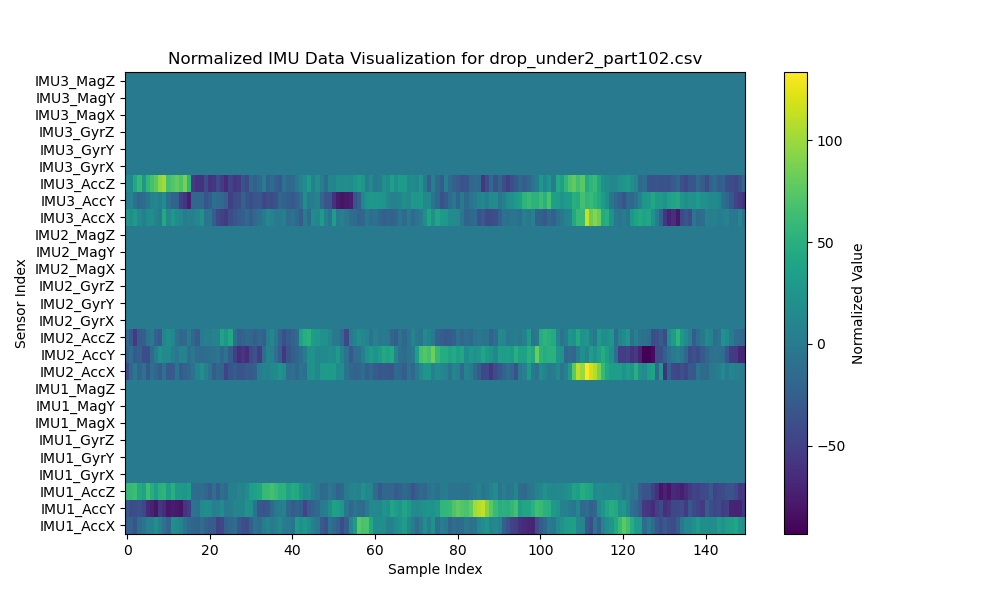 Normalized IMU Data Visualization for drop_under2_part102.csv
IMU3_MagZ
IMU3_MagY
IMU3_MagX
IMU3_GyrZ
IMU3_GyrY
IMU3_GyrX
IMU3_AccZ
IMU3_AccY
IMU3_AccX
IMU2_MagZ
IMU2_MagY
IMU2_MagX
IMU2_GyrZ
IMU2_GyrY
IMU2_GyrX
IMU2_AccZ
IMU2_AccY
IMU2_AccX
IMU1_MagZ
IMU1_MagY
IMU1_MagX
IMU1_GyrZ
IMU1_GyrY
IMU1_GyrX
IMU1_AccZ
IMU1_AccY
IMU1_AccX
Sensor Index
0 20 40 60 80 100 120 140
Sample Index
100
50
0
−50
Normalized Value